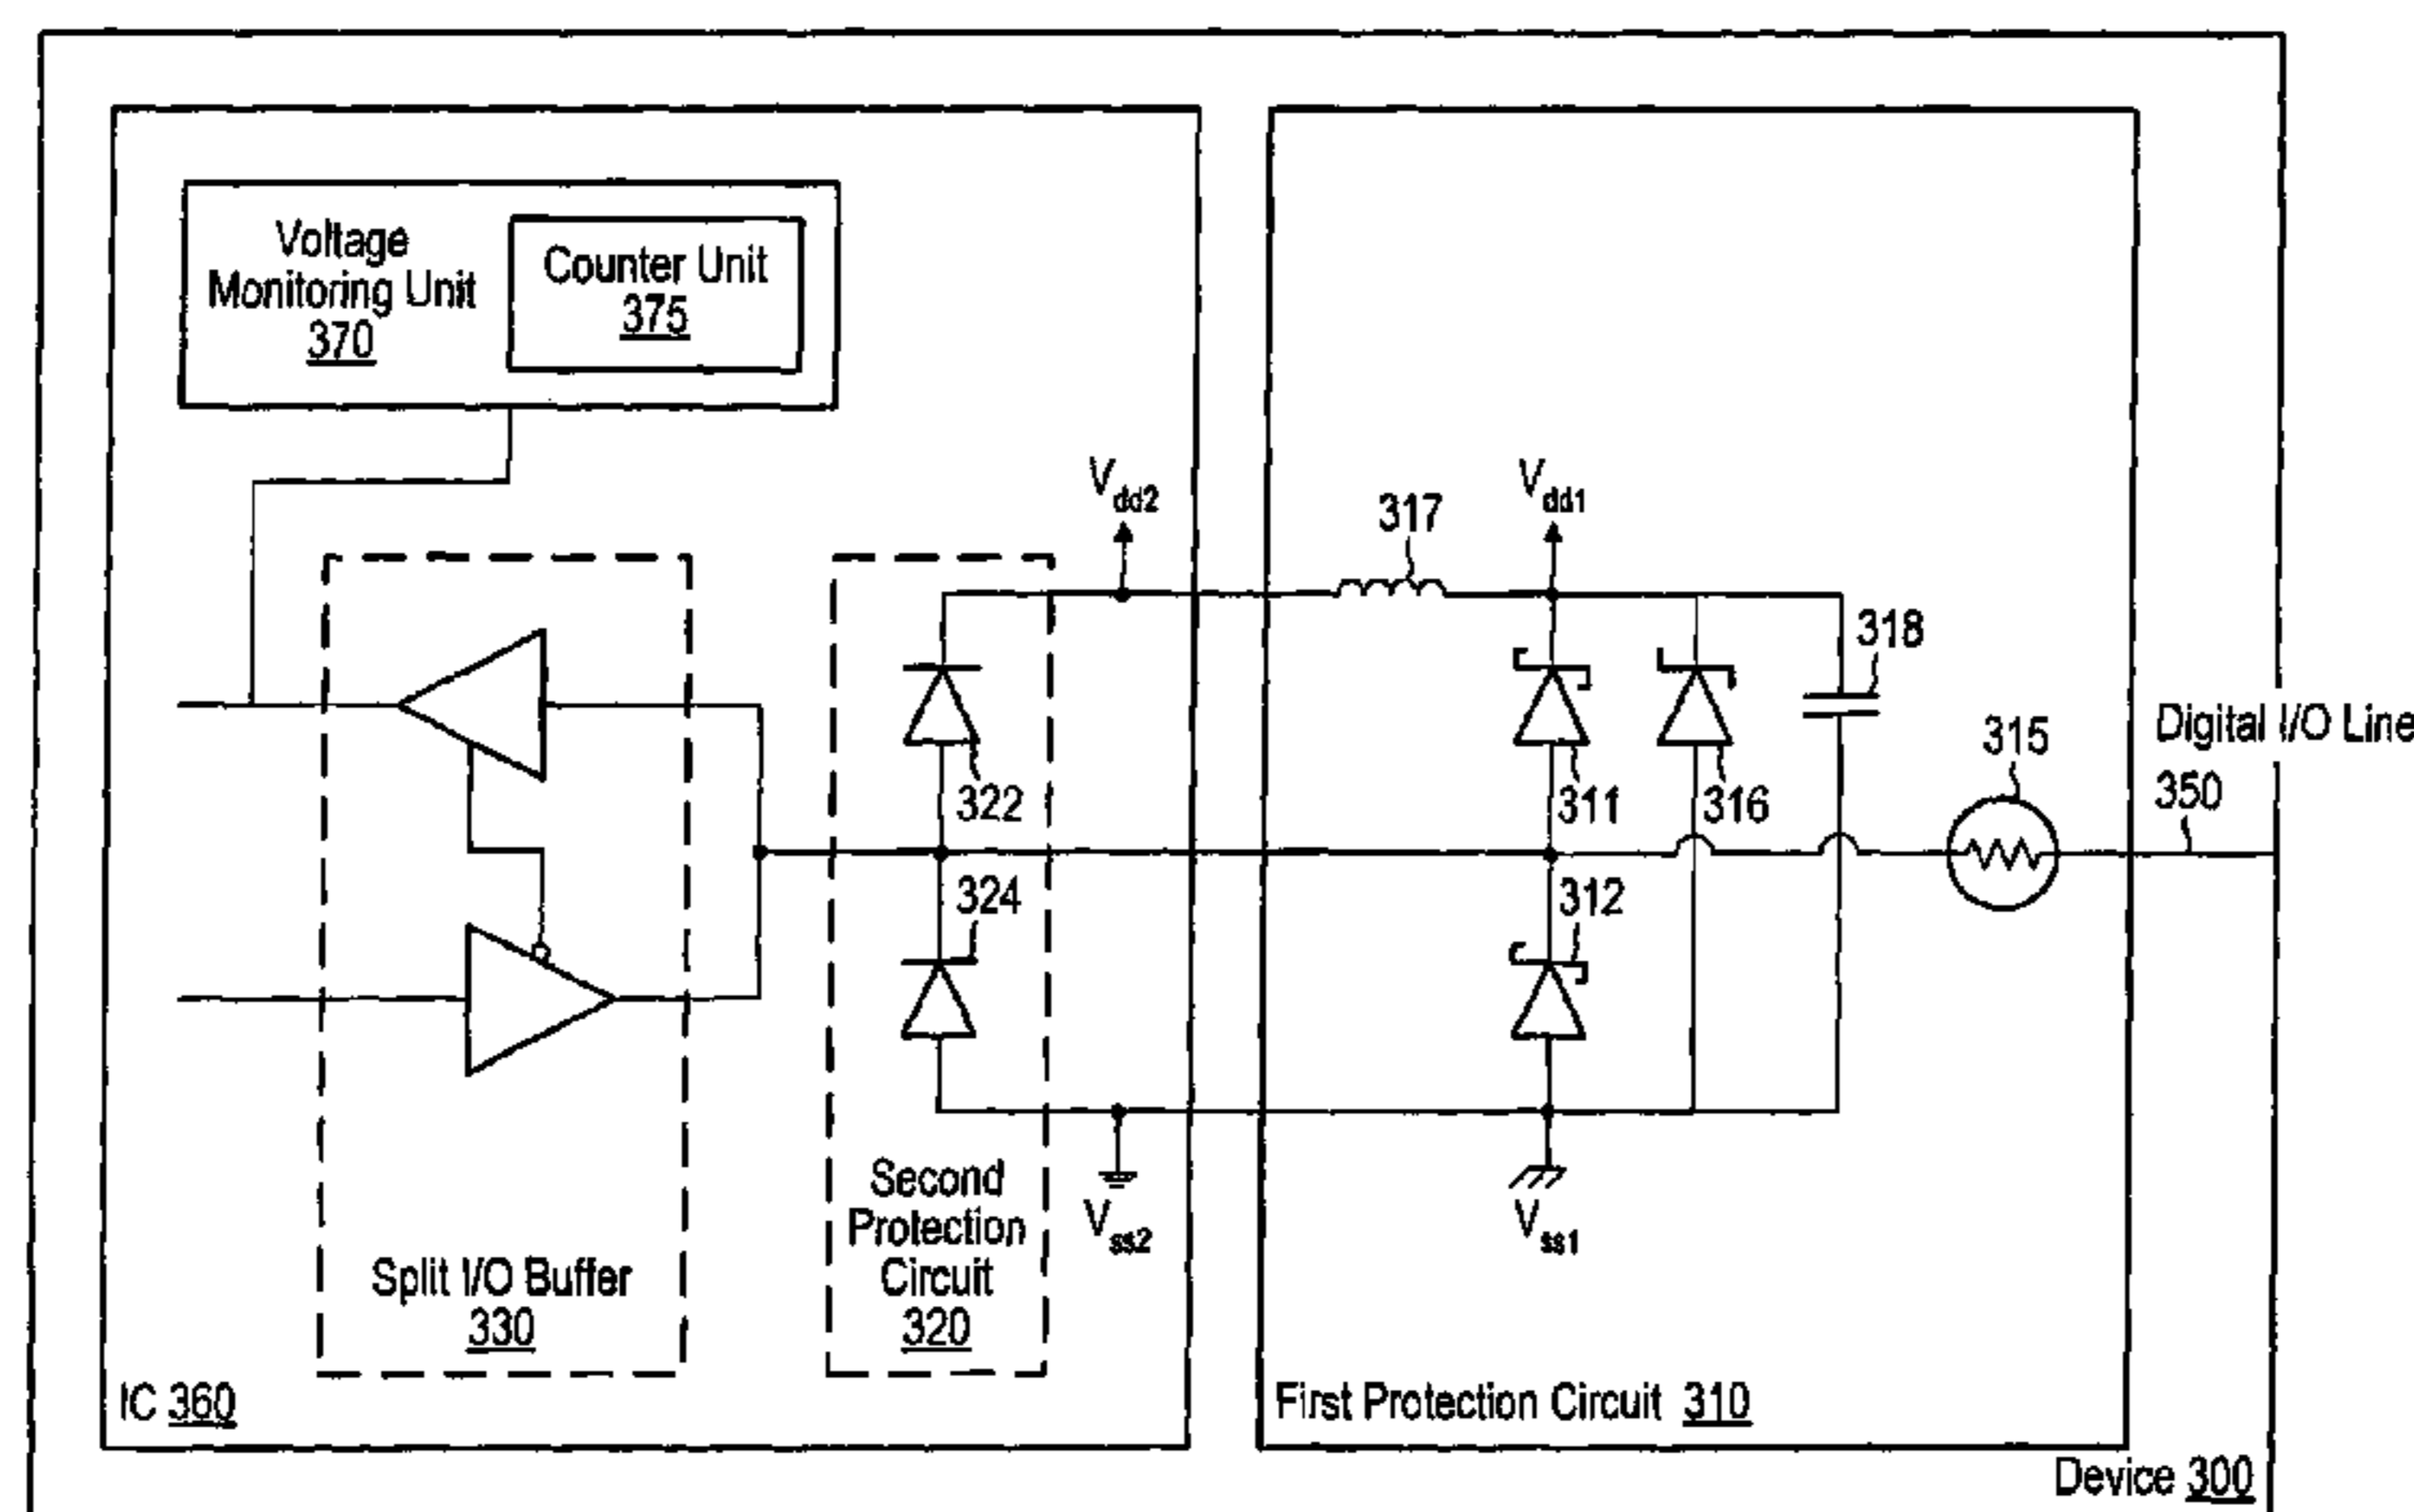 Voltage
Monitoring Unit
370
Counter Unit
375
Vdd2
317
Vdd1
318
Digital I/O Line
350
315
322
311
316
324
312
Vss2
Vss1
Second
Protection
Circuit
320
Split I/O Buffer
330
IC 360
First Protection Circuit 310
Device 300